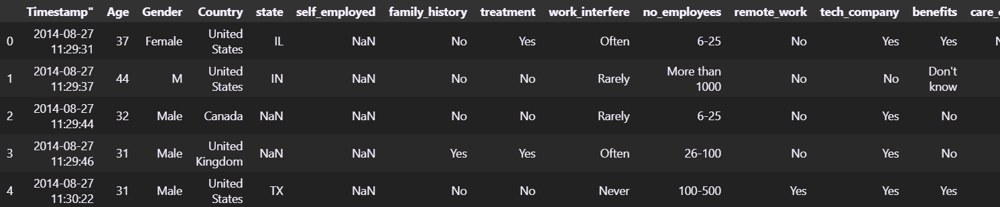 Timestamp" Age Gender Country state self_employed family_history treatment work_interfere no_employees remote_work tech_company benefits
0 2014-08-27 11:29:31 37 Female United States IL NaN No Yes Often 6-25 No Yes Yes
1 2014-08-27 11:29:37 44 M United States IN NaN No No Rarely More than 1000 No No Don't know
2 2014-08-27 11:29:44 32 Male Canada NaN NaN No No Rarely 6-25 No Yes No
3 2014-08-27 11:29:46 31 Male United Kingdom NaN NaN Yes Yes Often 26-100 No Yes No
4 2014-08-27 11:30:22 31 Male United States TX NaN No No Never 100-500 Yes Yes Yes